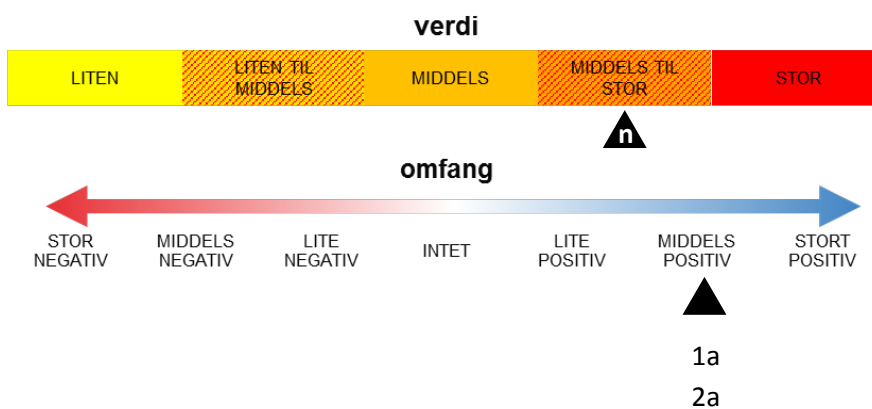 verdi
LITEN
LITEN TIL
MIDDELS
MIDDELS
MIDDELS TIL
STOR
STOR
n
omfang
STOR
NEGATIV
MIDDELS
NEGATIV
LITE
NEGATIV
INTET
LITE
POSITIV
MIDDELS
POSITIV
STORT
POSITIV
1a
2a